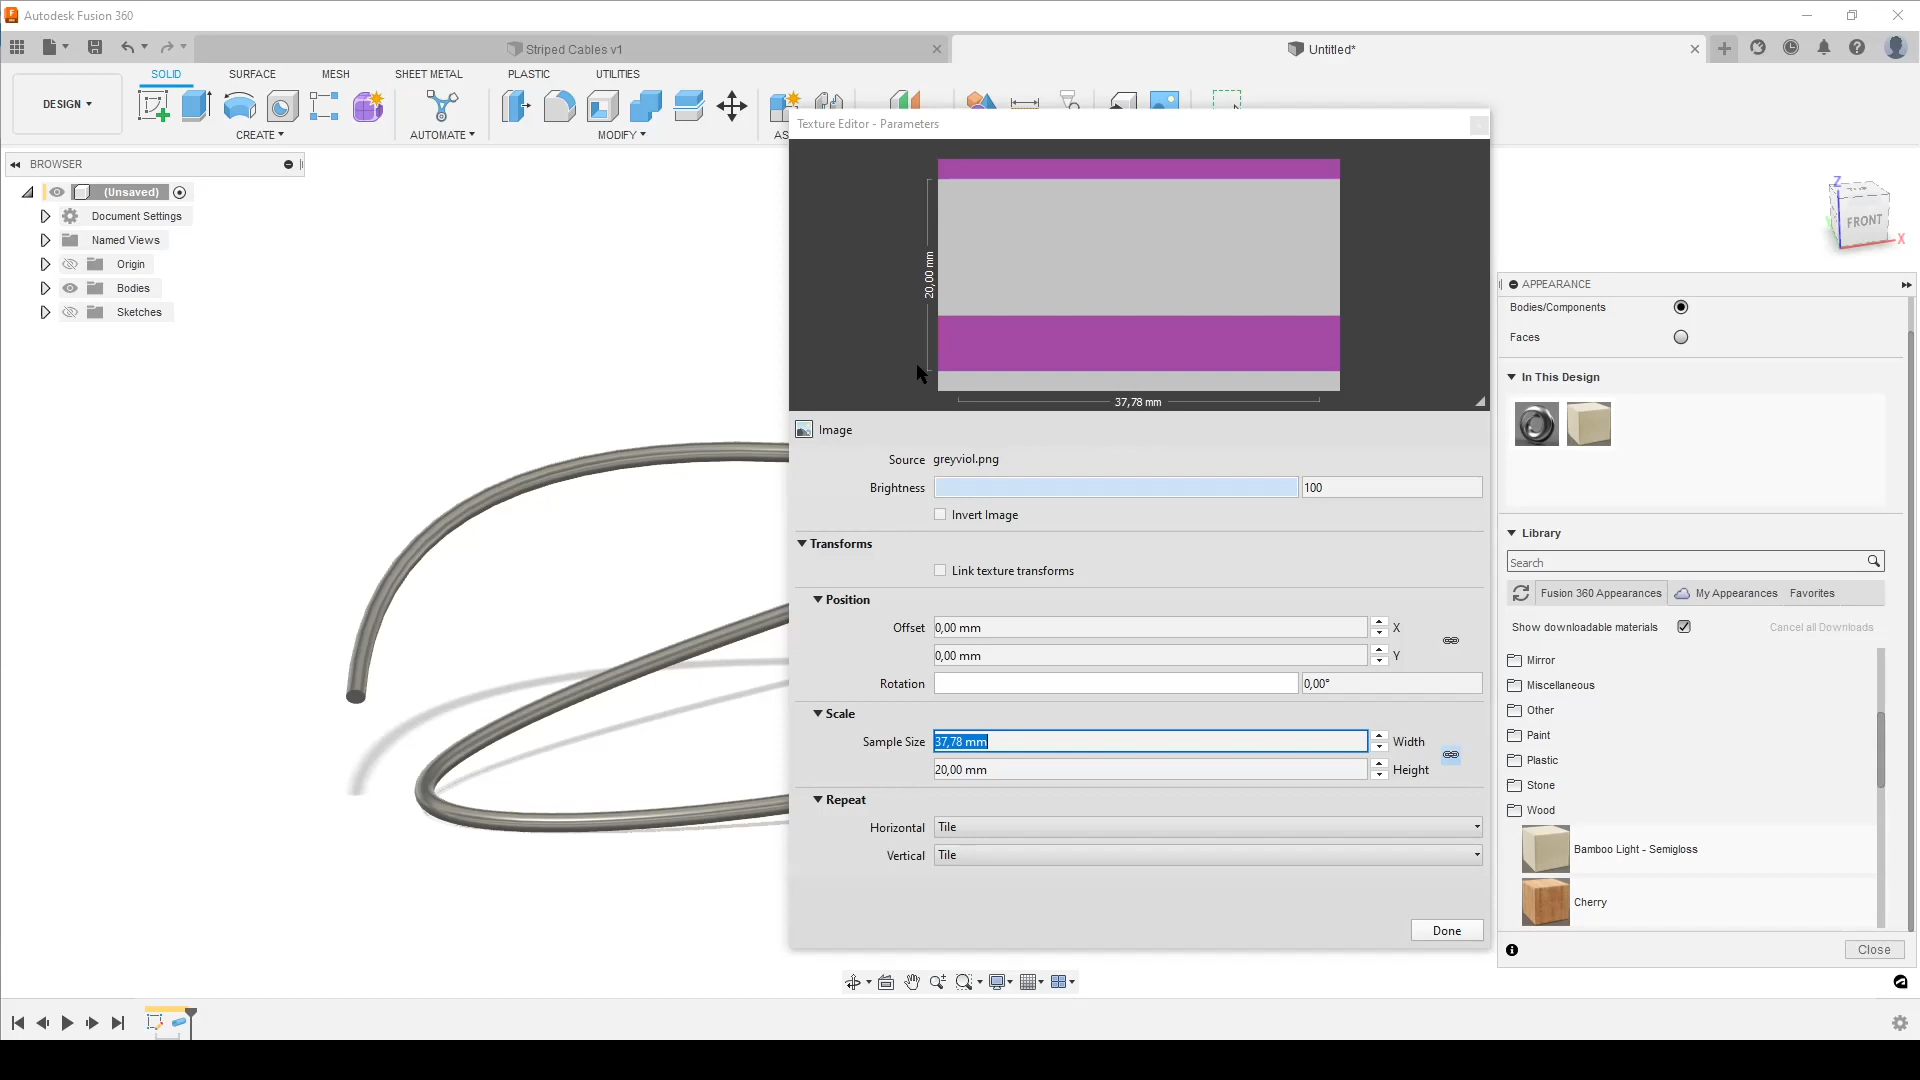 Autodesk Fusion 360
Striped Cables v1
Untitled*
SOLID SURFACE MESH SHEET METAL PLASTIC UTILITIES
DESIGN
CREATE AUTOMATE MODIFY AS
BROWSER
(Unsaved)
Document Settings
Named Views
Origin
Bodies
Sketches
Texture Editor - Parameters
20,00 mm
37,78 mm
Image
Source greyviol.png
Brightness 100
Invert Image
Transforms
Link texture transforms
Position
Offset 0,00 mm X
0,00 mm Y
Rotation 0,00°
Scale
Sample Size 37,78 mm Width
20,00 mm Height
Repeat
Horizontal Tile
Vertical Tile
Done
Z
FRONT
X
APPEARANCE
Bodies/Components
Faces
In This Design
Library
Search
Fusion 360 Appearances My Appearances Favorites
Show downloadable materials Cancel all Downloads
Mirror
Miscellaneous
Other
Paint
Plastic
Stone
Wood
Bamboo Light - Semigloss
Cherry
Close